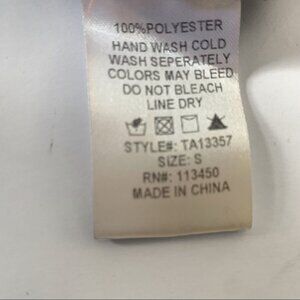 100%POLYESTER
HAND WASH COLD
WASH SEPERATELY
COLORS MAY BLEED
DO NOT BLEACH
LINE DRY
STYLE#: TA13357
SIZE: S
RN#: 113450
MADE IN CHINA